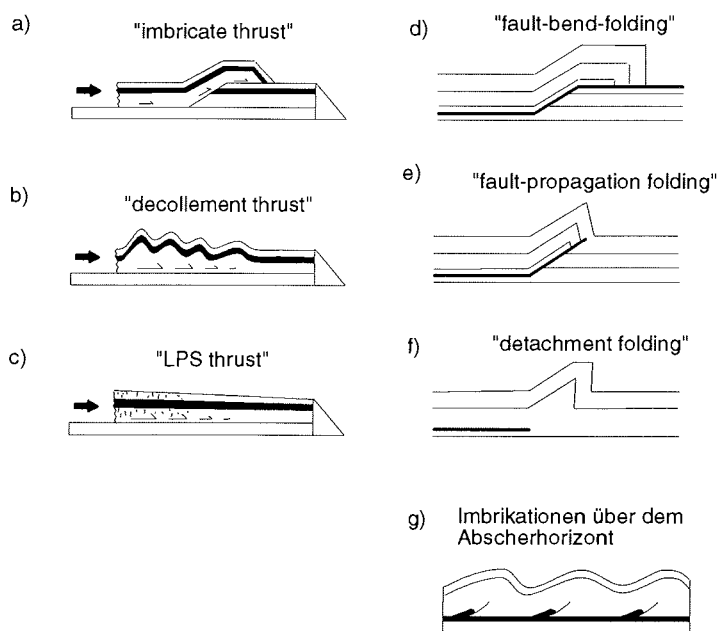 a)
"imbricate thrust"
b)
"decollement thrust"
c)
"LPS thrust"
d)
"fault-bend-folding"
e)
"fault-propagation folding"
f)
"detachment folding"
g)
Imbrikationen über dem
Abscherhorizont